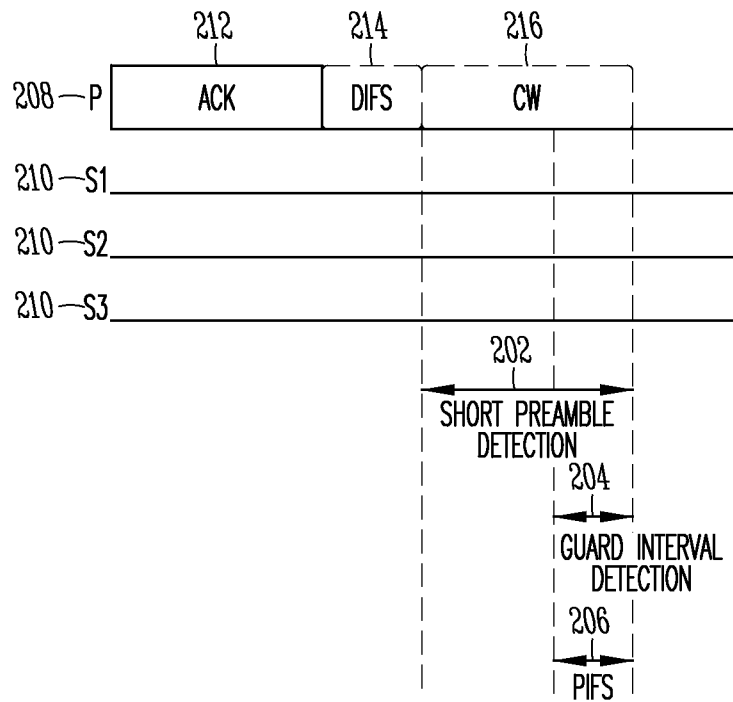 212 214 216
208 P ACK DIFS CW
210 S1
210 S2
210 S3
202
SHORT PREAMBLE
DETECTION
204
GUARD INTERVAL
DETECTION
206
PIFS